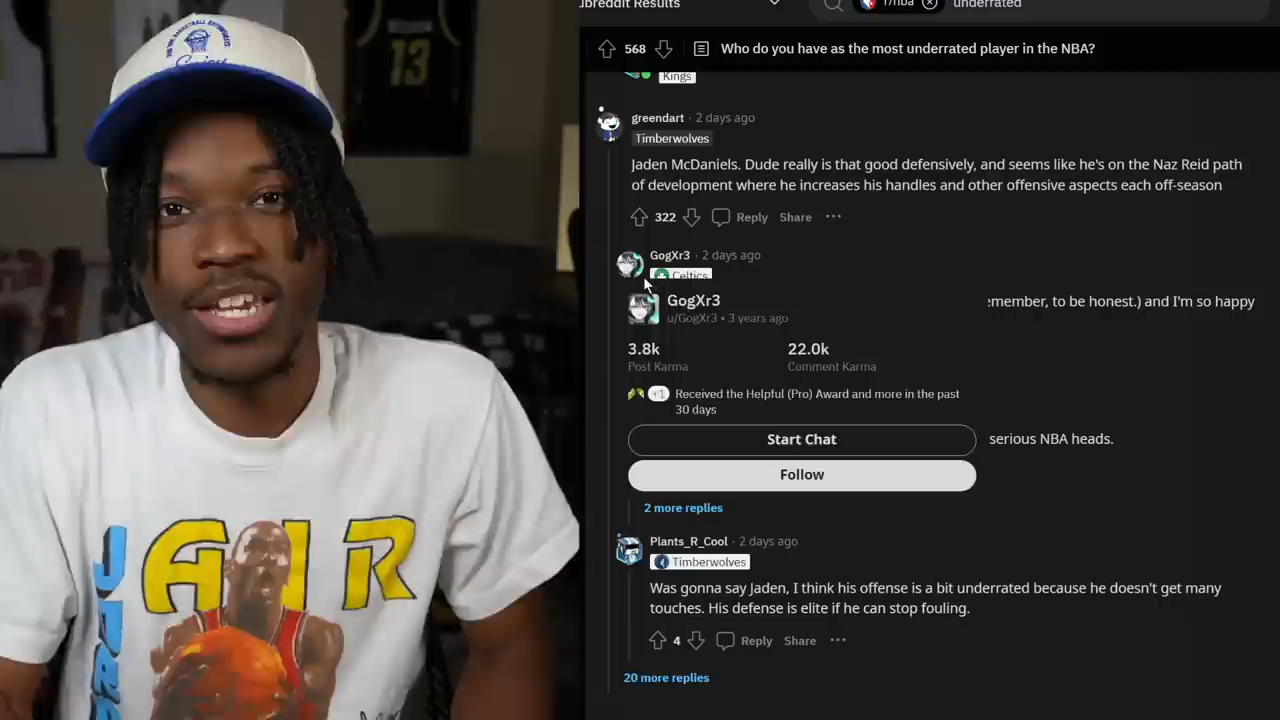 ubreddit Results
r/nba
underrated
568
Who do you have as the most underrated player in the NBA?
Kings
greendart · 2 days ago
Timberwolves
Jaden McDaniels. Dude really is that good defensively, and seems like he's on the Naz Reid path
of development where he increases his handles and other offensive aspects each off-season
322 Reply Share ···
GogXr3 · 2 days ago
Celtics
GogXr3
emember, to be honest.) and I'm so happy
u/GogXr3 • 3 years ago
3.8k 22.0k
Post Karma Comment Karma
+1 Received the Helpful (Pro) Award and more in the past
30 days
Start Chat
serious NBA heads.
Follow
2 more replies
Plants_R_Cool · 2 days ago
Timberwolves
Was gonna say Jaden, I think his offense is a bit underrated because he doesn't get many
touches. His defense is elite if he can stop fouling.
4 Reply Share ···
20 more replies
13
AIR